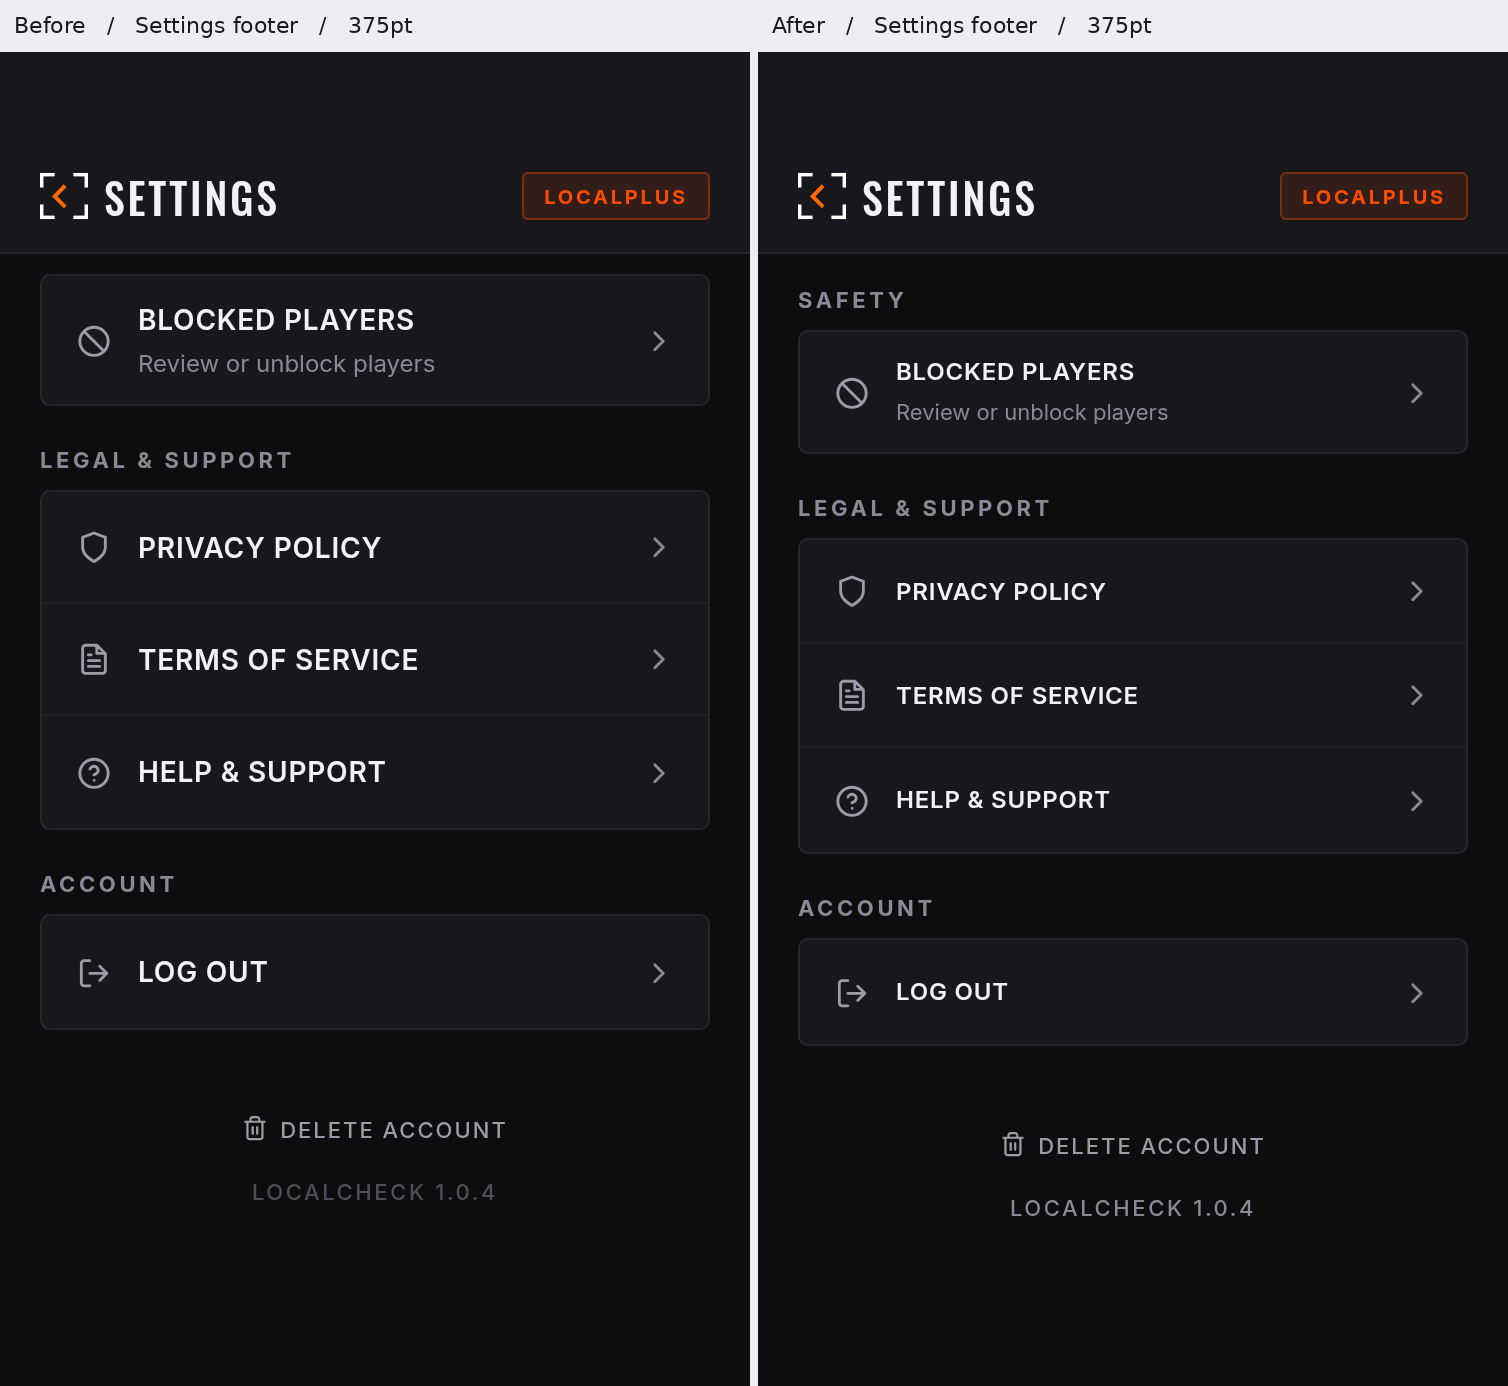 Before / Settings footer / 375pt
SETTINGS
LOCALPLUS
BLOCKED PLAYERS
Review or unblock players
LEGAL & SUPPORT
PRIVACY POLICY
TERMS OF SERVICE
HELP & SUPPORT
ACCOUNT
LOG OUT
DELETE ACCOUNT
LOCALCHECK 1.0.4
After / Settings footer / 375pt
SETTINGS
LOCALPLUS
SAFETY
BLOCKED PLAYERS
Review or unblock players
LEGAL & SUPPORT
PRIVACY POLICY
TERMS OF SERVICE
HELP & SUPPORT
ACCOUNT
LOG OUT
DELETE ACCOUNT
LOCALCHECK 1.0.4